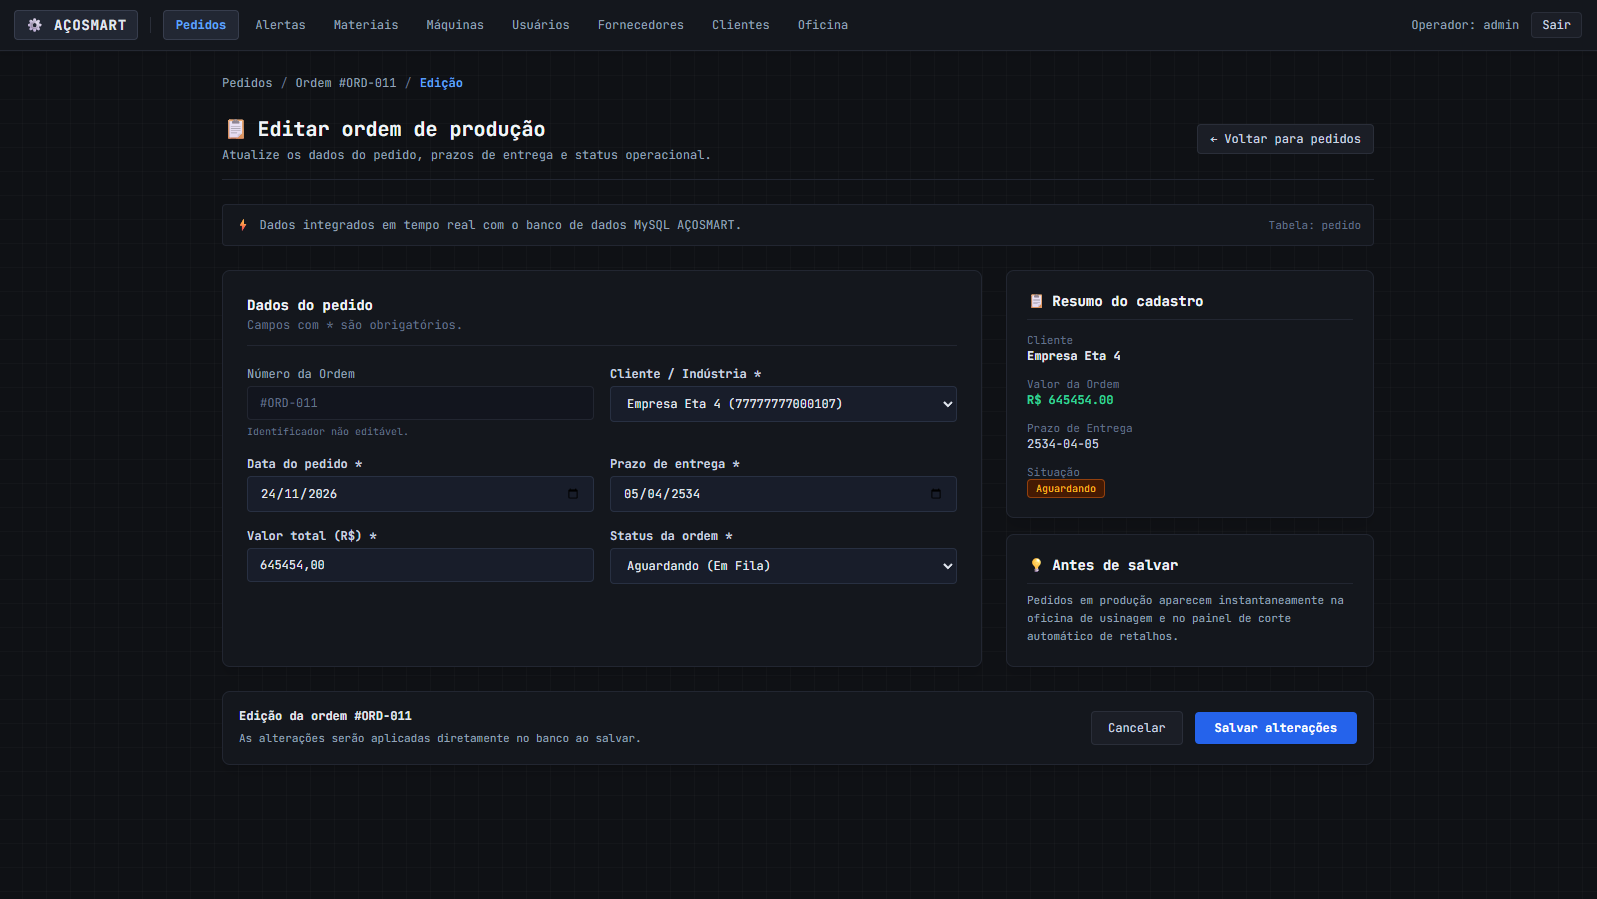 AÇOSMART
Pedidos Alertas Materiais Máquinas Usuários Fornecedores Clientes Oficina
Operador: admin Sair
Pedidos / Ordem #ORD-011 / Edição
Editar ordem de produção
Atualize os dados do pedido, prazos de entrega e status operacional.
← Voltar para pedidos
Dados integrados em tempo real com o banco de dados MySQL AÇOSMART.
Tabela: pedido
Dados do pedido
Campos com * são obrigatórios.
Número da Ordem
#ORD-011
Identificador não editável.
Cliente / Indústria *
Empresa Eta 4 (77777777000107)
Data do pedido *
24/11/2026
Prazo de entrega *
05/04/2534
Valor total (R$) *
645454,00
Status da ordem *
Aguardando (Em Fila)
Resumo do cadastro
Cliente
Empresa Eta 4
Valor da Ordem
R$ 645454.00
Prazo de Entrega
2534-04-05
Situação
Aguardando
Antes de salvar
Pedidos em produção aparecem instantaneamente na
oficina de usinagem e no painel de corte
automático de retalhos.
Edição da ordem #ORD-011
As alterações serão aplicadas diretamente no banco ao salvar.
Cancelar
Salvar alterações